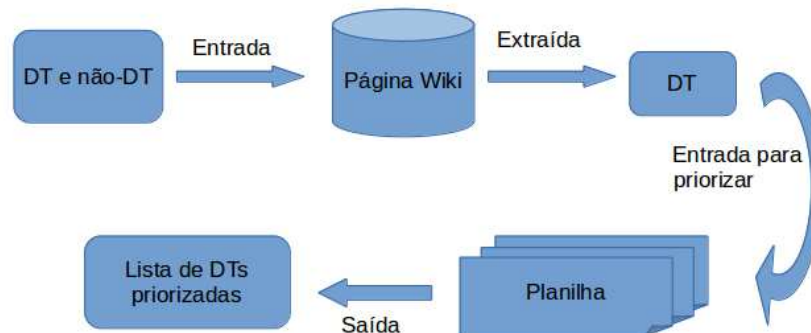 DT e não-DT
Entrada
Página Wiki
Extraída
DT
Entrada para
priorizar
Planilha
Saída
Lista de DTs
priorizadas